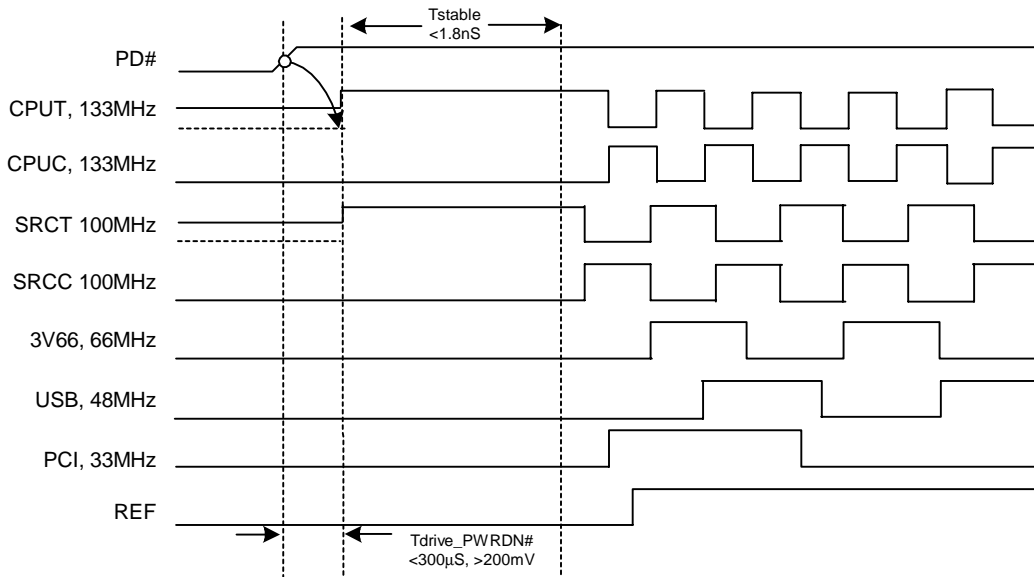 Tstable
<1.8nS
PD#
CPUT, 133MHz
CPUC, 133MHz
SRCT 100MHz
SRCC 100MHz
3V66, 66MHz
USB, 48MHz
PCI, 33MHz
REF
Tdrive_PWRDN#
<300µS, >200mV